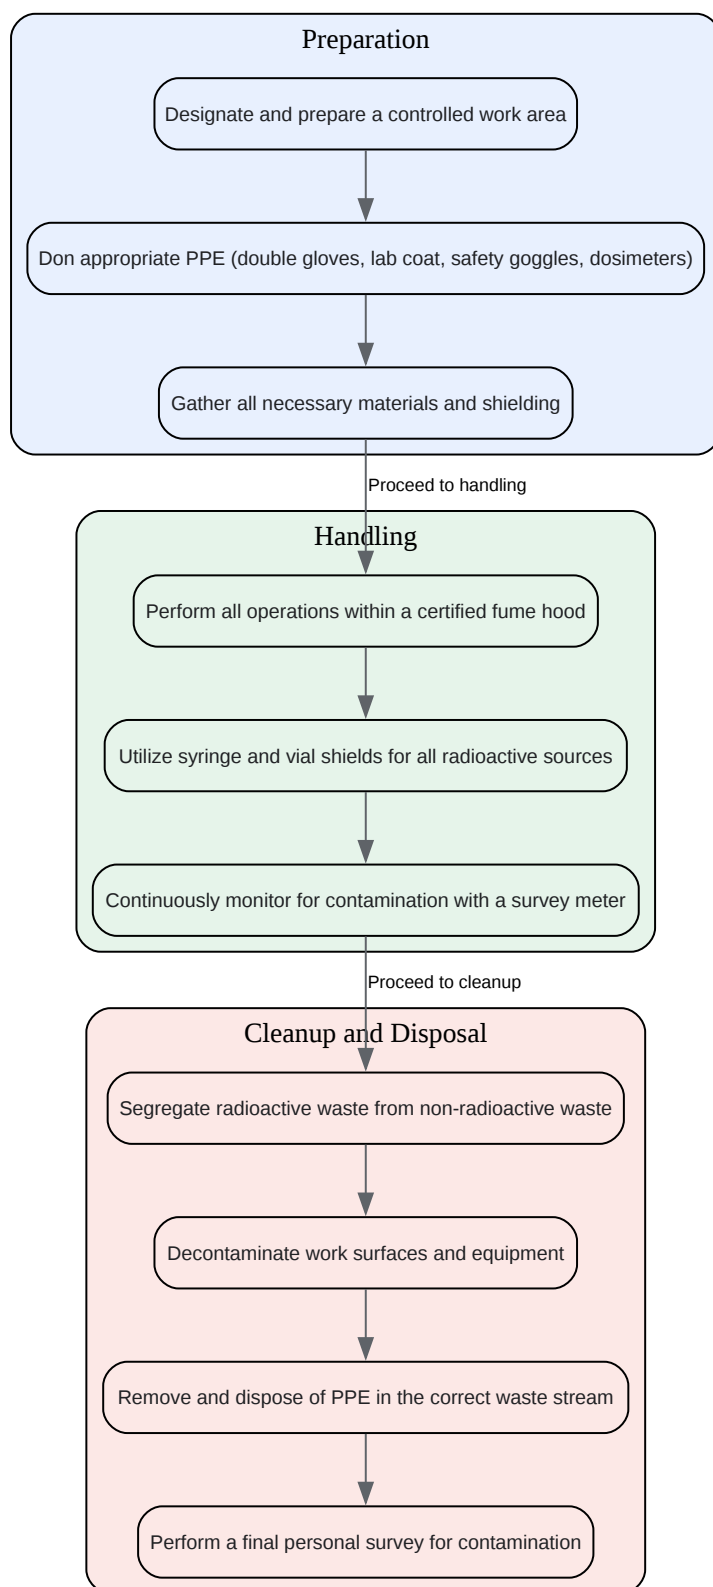 Preparation
Designate and prepare a controlled work area
Don appropriate PPE (double gloves, lab coat, safety goggles, dosimeters)
Gather all necessary materials and shielding
Proceed to handling
Handling
Perform all operations within a certified fume hood
Utilize syringe and vial shields for all radioactive sources
Continuously monitor for contamination with a survey meter
Proceed to cleanup
Cleanup and Disposal
Segregate radioactive waste from non-radioactive waste
Decontaminate work surfaces and equipment
Remove and dispose of PPE in the correct waste stream
Perform a final personal survey for contamination